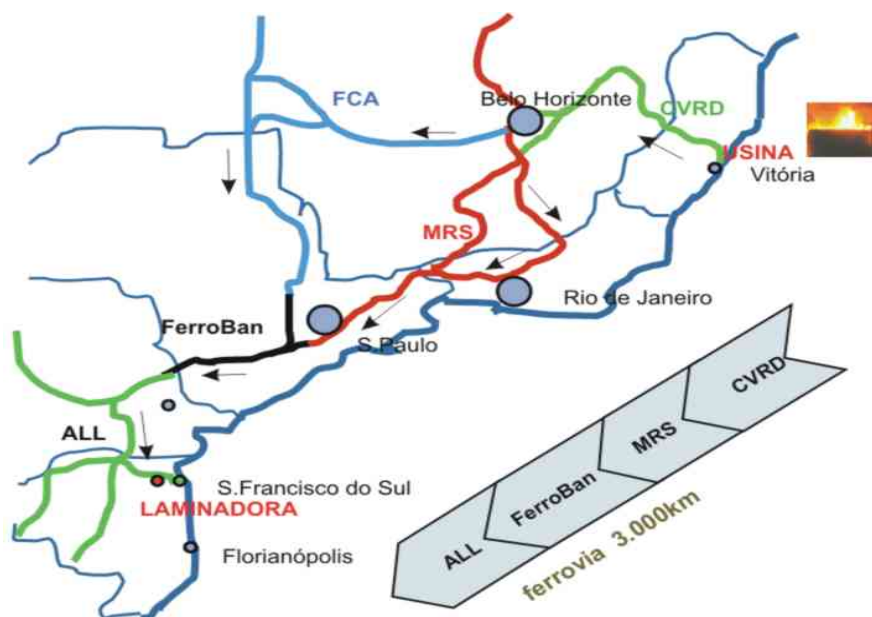 FCA
Belo Horizonte
CVRD
USINA
Vitória
MRS
Rio de Janeiro
FerroBan
S.Paulo
CVRD
MRS
ALL
FerroBan
S.Francisco do Sul
LAMINADORA
ALL
ferrovia 3.000km
Florianópolis